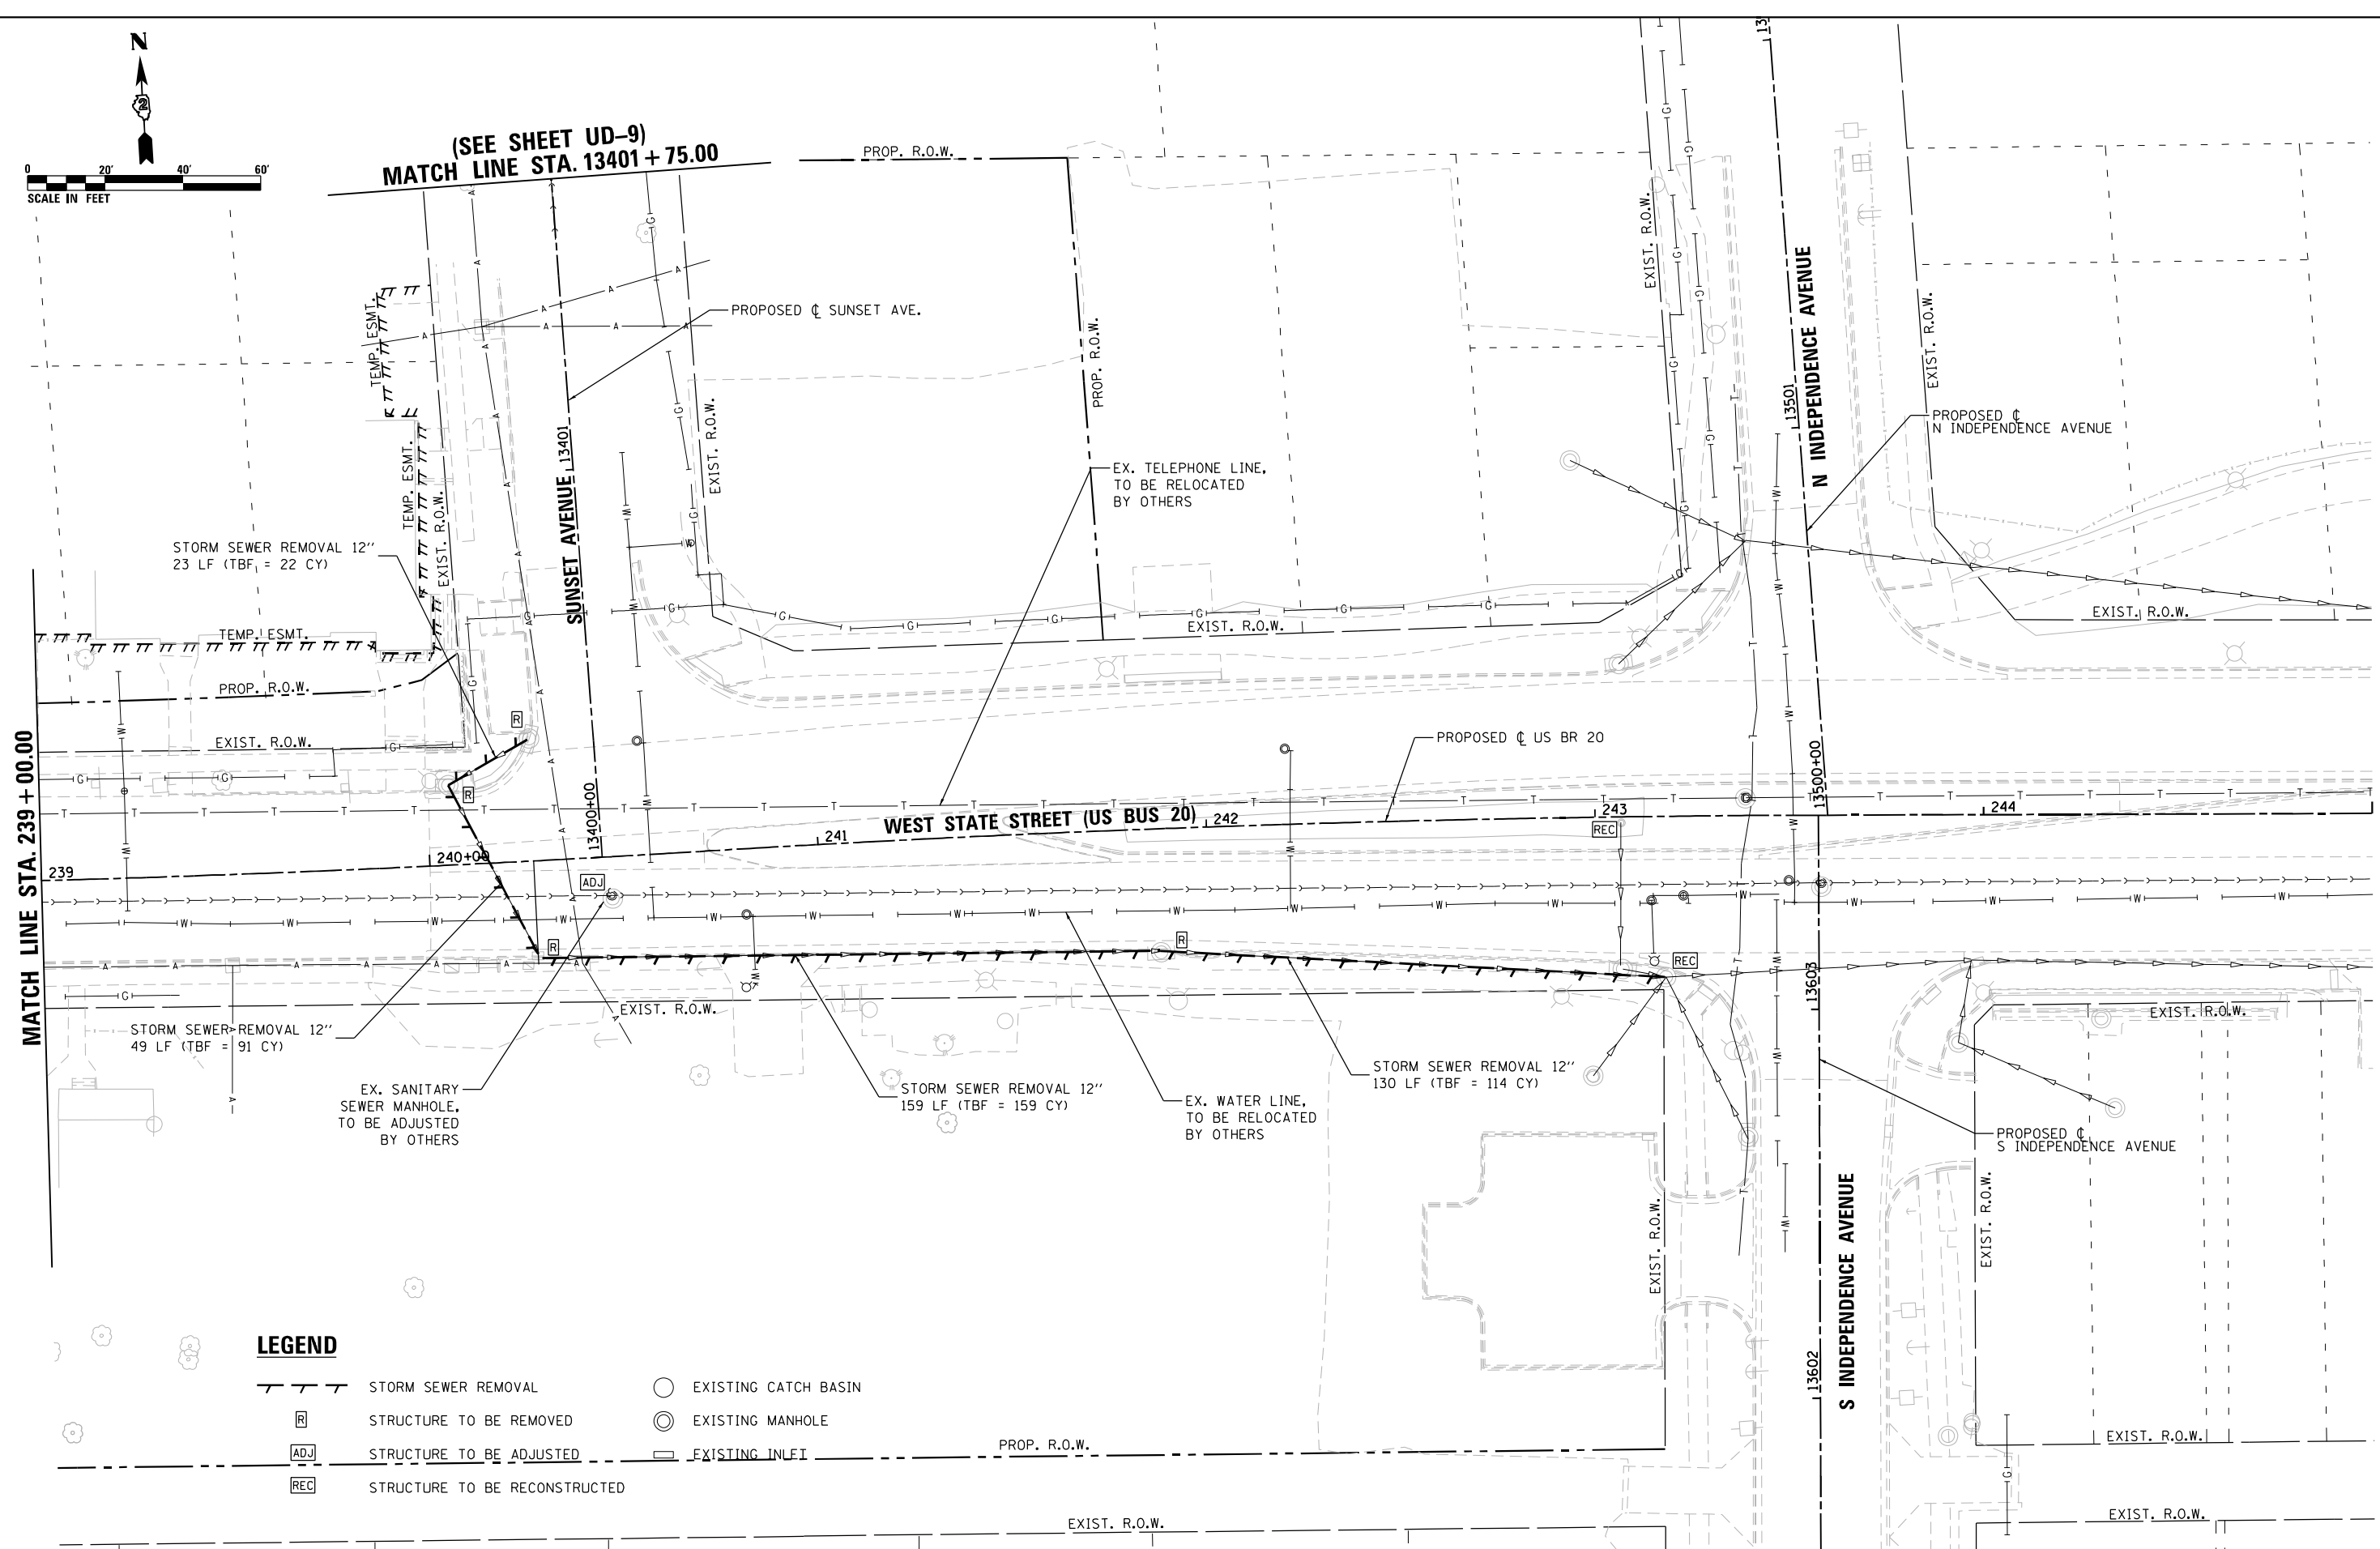 N
2
0 20' 40' 60'
SCALE IN FEET
(SEE SHEET UD–9)
MATCH LINE STA. 13401+75.00
PROP. R.O.W.
PROP. R.O.W.
EXIST. R.O.W.
N INDEPENDENCE AVENUE
EXIST. R.O.W.
TEMP. ESMT.
TEMP. ESMT.
EXIST. R.O.W.
PROPOSED ℄ SUNSET AVE.
EXIST. R.O.W.
SUNSET AVENUE
13401
13501
PROPOSED ℄
N INDEPENDENCE AVENUE
EX. TELEPHONE LINE,
TO BE RELOCATED
BY OTHERS
STORM SEWER REMOVAL 12''
23 LF (TBF = 22 CY)
TEMP. ESMT.
EXIST. R.O.W.
EXIST. R.O.W.
PROP. R.O.W.
EXIST. R.O.W.
R
R
PROPOSED ℄ US BR 20
MATCH LINE STA. 239+00.00
239
240+00
13400+00
241
WEST STATE STREET (US BUS 20)
242
243
13500+00
244
REC
ADJ
R
R
REC
13603
EXIST. R.O.W.
EXIST. R.O.W.
STORM SEWER REMOVAL 12''
49 LF (TBF = 91 CY)
EX. SANITARY
SEWER MANHOLE,
TO BE ADJUSTED
BY OTHERS
STORM SEWER REMOVAL 12''
159 LF (TBF = 159 CY)
EX. WATER LINE,
TO BE RELOCATED
BY OTHERS
STORM SEWER REMOVAL 12''
130 LF (TBF = 114 CY)
PROPOSED ℄
S INDEPENDENCE AVENUE
EXIST. R.O.W.
S INDEPENDENCE AVENUE
EXIST. R.O.W.
13602
LEGEND
STORM SEWER REMOVAL
EXISTING CATCH BASIN
R STRUCTURE TO BE REMOVED
EXISTING MANHOLE
ADJ STRUCTURE TO BE ADJUSTED
EXISTING INLET
REC STRUCTURE TO BE RECONSTRUCTED
PROP. R.O.W.
EXIST. R.O.W.
EXIST. R.O.W.
EXIST. R.O.W.